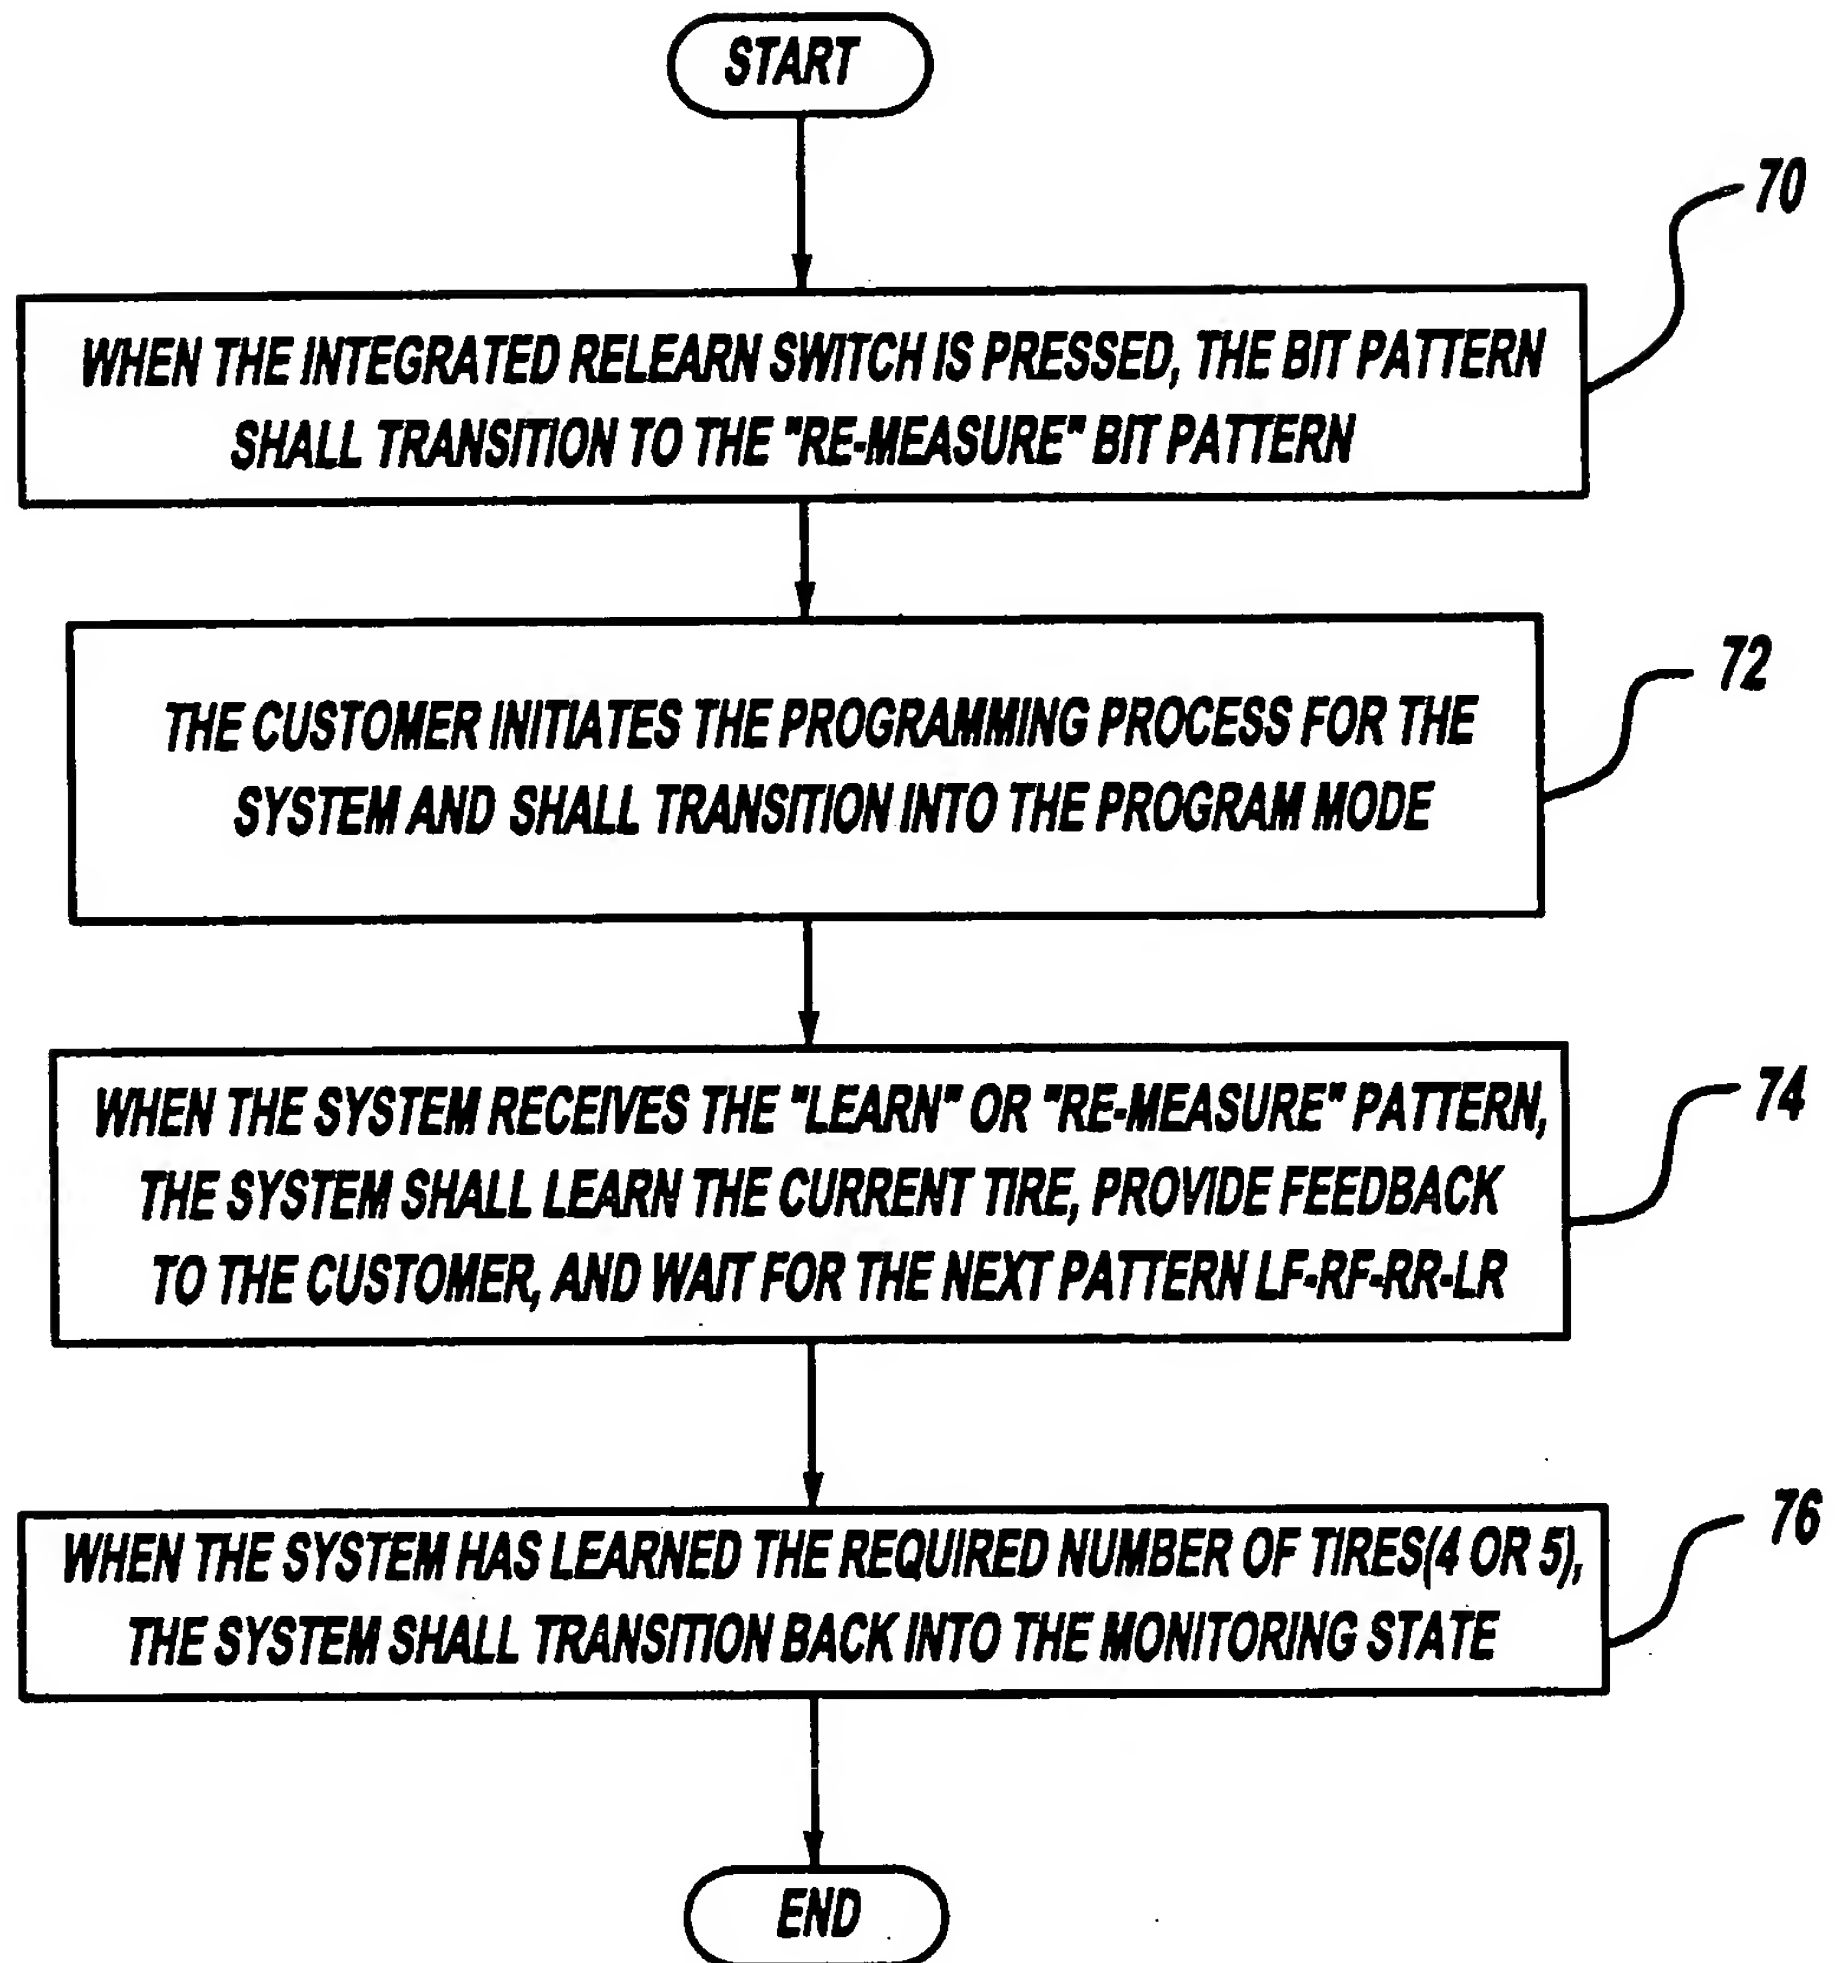 START
70
WHEN THE INTEGRATED RELEARN SWITCH IS PRESSED, THE BIT PATTERN
SHALL TRANSITION TO THE "RE-MEASURE" BIT PATTERN
72
THE CUSTOMER INITIATES THE PROGRAMMING PROCESS FOR THE
SYSTEM AND SHALL TRANSITION INTO THE PROGRAM MODE
74
WHEN THE SYSTEM RECEIVES THE "LEARN" OR "RE-MEASURE" PATTERN,
THE SYSTEM SHALL LEARN THE CURRENT TIRE, PROVIDE FEEDBACK
TO THE CUSTOMER, AND WAIT FOR THE NEXT PATTERN LF-RF-RR-LR
76
WHEN THE SYSTEM HAS LEARNED THE REQUIRED NUMBER OF TIRES(4 OR 5),
THE SYSTEM SHALL TRANSITION BACK INTO THE MONITORING STATE
END